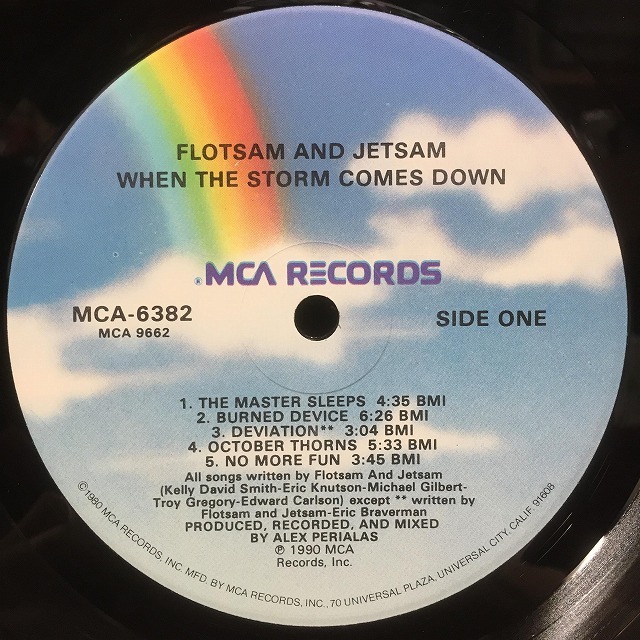 FLOTSAM AND JETSAM
WHEN THE STORM COMES DOWN
®MCA RECORDS
MCA-6382
MCA 9662
SIDE ONE
1. THE MASTER SLEEPS 4:35 BMI
2. BURNED DEVICE 6:26 BMI
3. DEVIATION** 3:04 BMI
4. OCTOBER THORNS 5:33 BMI
5. NO MORE FUN 3:45 BMI
All songs written by Flotsam And Jetsam
(Kelly David Smith-Eric Knutson-Michael Gilbert-
Troy Gregory-Edward Carlson) except ** written by
Flotsam and Jetsam-Eric Braverman
PRODUCED, RECORDED, AND MIXED
BY ALEX PERIALAS
℗ 1990 MCA
Records, Inc.
©1980 MCA RECORDS, INC. MFD. BY MCA RECORDS, INC., 70 UNIVERSAL PLAZA, UNIVERSAL CITY, CALIF. 91608